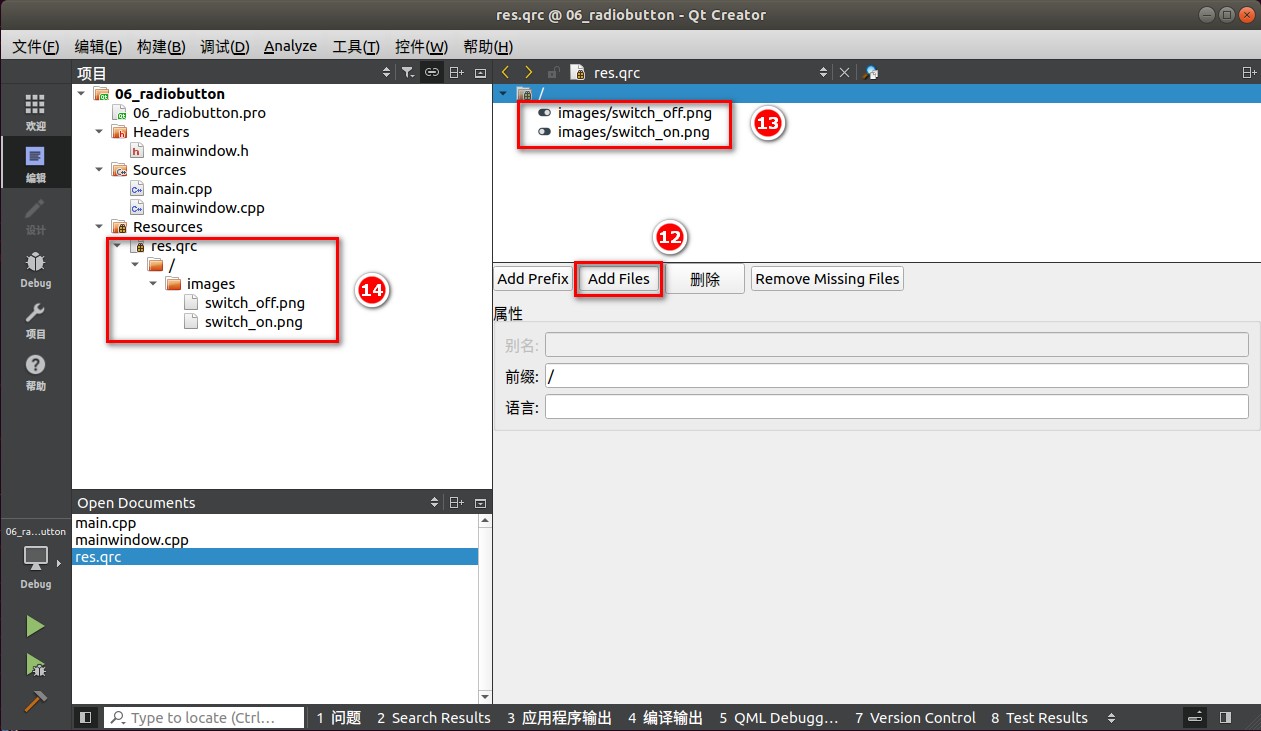 res.qrc @ 06_radiobutton - Qt Creator
文件(F) 编辑(E) 构建(B) 调试(D) Analyze 工具(T) 控件(W) 帮助(H)
项目
res.qrc
欢迎
编辑
设计
Debug
项目
帮助
06_radiobutton
06_radiobutton.pro
Headers
mainwindow.h
Sources
main.cpp
mainwindow.cpp
Resources
res.qrc
/
images
switch_off.png
switch_on.png
14
/
images/switch_off.png
images/switch_on.png
13
12
Add Prefix Add Files 删除 Remove Missing Files
属性
别名:
前缀: /
语言:
Open Documents
main.cpp
mainwindow.cpp
res.qrc
06_ra...utton
Debug
Type to locate (Ctrl... 1 问题 2 Search Results 3 应用程序输出 4 编译输出 5 QML Debugg... 7 Version Control 8 Test Results